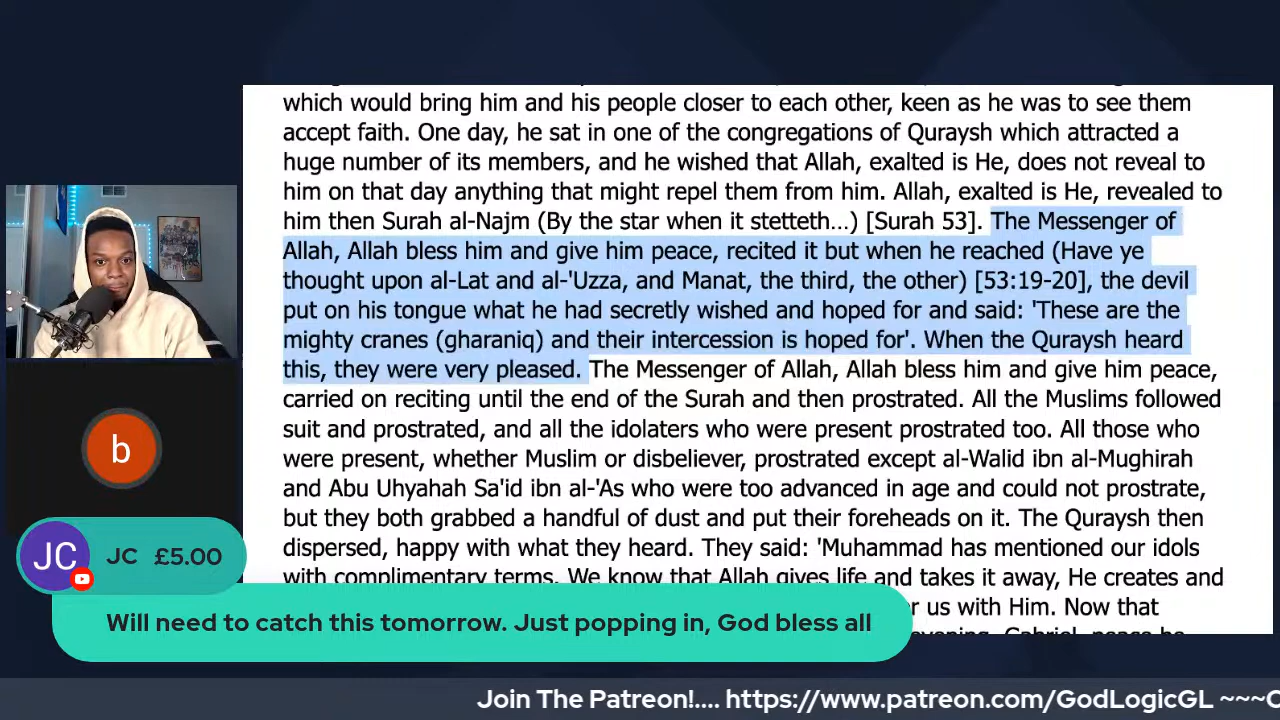 which would bring him and his people closer to each other, keen as he was to see them
accept faith. One day, he sat in one of the congregations of Quraysh which attracted a
huge number of its members, and he wished that Allah, exalted is He, does not reveal to
him on that day anything that might repel them from him. Allah, exalted is He, revealed to
him then Surah al-Najm (By the star when it stetteth...) [Surah 53]. The Messenger of
Allah, Allah bless him and give him peace, recited it but when he reached (Have ye
thought upon al-Lat and al-'Uzza, and Manat, the third, the other) [53:19-20], the devil
put on his tongue what he had secretly wished and hoped for and said: 'These are the
mighty cranes (gharaniq) and their intercession is hoped for'. When the Quraysh heard
this, they were very pleased. The Messenger of Allah, Allah bless him and give him peace,
carried on reciting until the end of the Surah and then prostrated. All the Muslims followed
suit and prostrated, and all the idolaters who were present prostrated too. All those who
were present, whether Muslim or disbeliever, prostrated except al-Walid ibn al-Mughirah
and Abu Uhyahah Sa'id ibn al-'As who were too advanced in age and could not prostrate,
but they both grabbed a handful of dust and put their foreheads on it. The Quraysh then
dispersed, happy with what they heard. They said: 'Muhammad has mentioned our idols
with complimentary terms. We know that Allah gives life and takes it away, He creates and
us with Him. Now that
b
JC JC £5.00
Will need to catch this tomorrow. Just popping in, God bless all
Join The Patreon!.... https://www.patreon.com/GodLogicGL ~~~